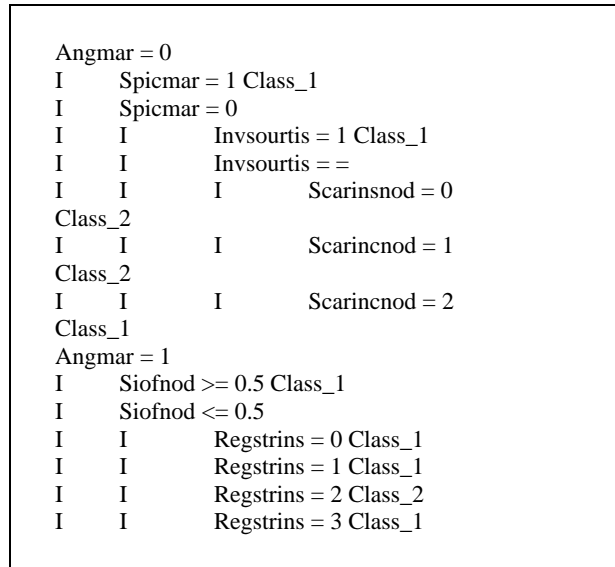 Angmar = 0
I Spicmar = 1 Class_1
I Spicmar = 0
I I Invsourtis = 1 Class_1
I I Invsourtis = =
I I I Scarinsnod = 0
Class_2
I I I Scarincnod = 1
Class_2
I I I Scarincnod = 2
Class_1
Angmar = 1
I Siofnod >= 0.5 Class_1
I Siofnod <= 0.5
I I Regstrins = 0 Class_1
I I Regstrins = 1 Class_1
I I Regstrins = 2 Class_2
I I Regstrins = 3 Class_1